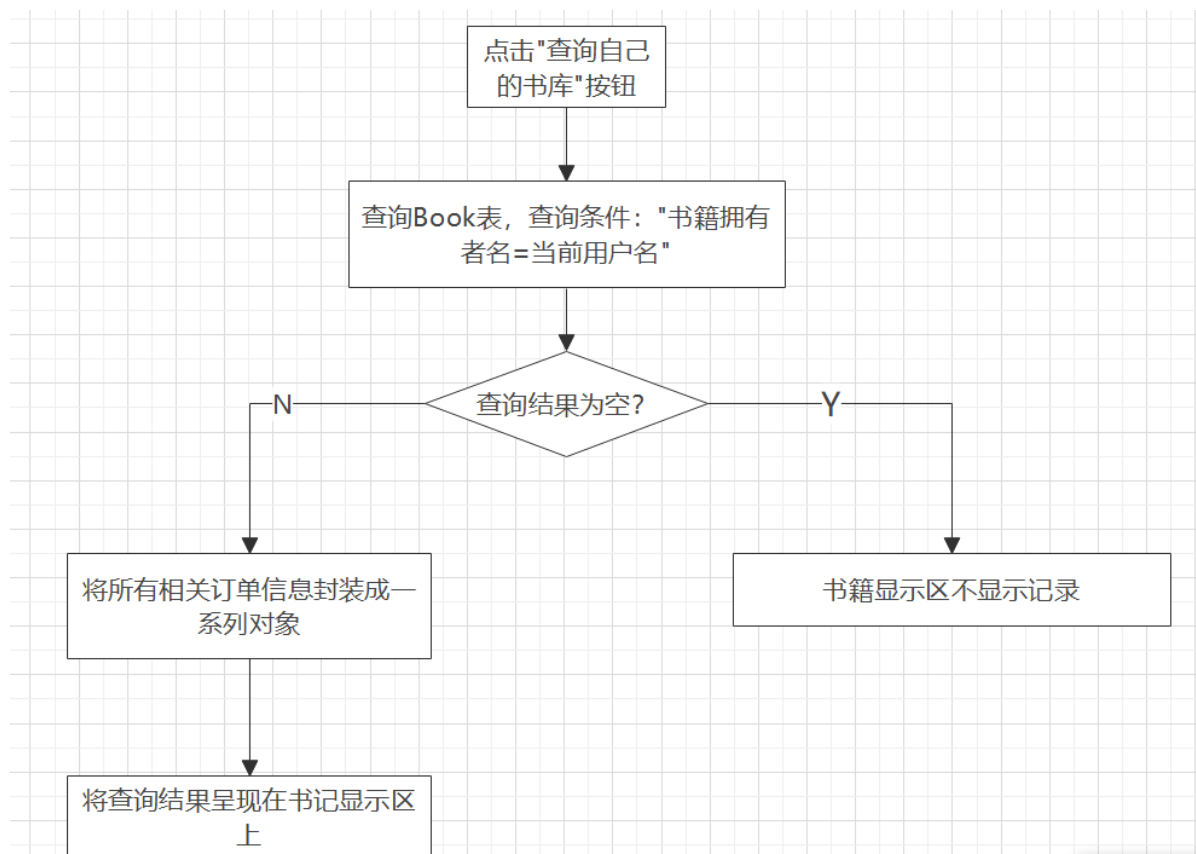 点击"查询自己
的书库"按钮
查询Book表，查询条件："书籍拥有
者名=当前用户名"
查询结果为空?
N
Y
将所有相关订单信息封装成一
系列对象
书籍显示区不显示记录
将查询结果呈现在书记显示区
上